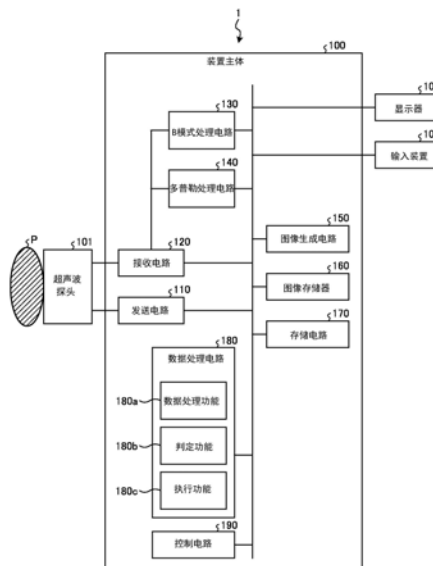 1
100
装置主体
130
B模式处理电路
10
显示器
10
输入装置
140
多普勒处理电路
P
101
超声波
探头
120
接收电路
150
图像生成电路
110
发送电路
160
图像存储器
170
存储电路
180
数据处理电路
180a
数据处理功能
180b
判定功能
180c
执行功能
190
控制电路